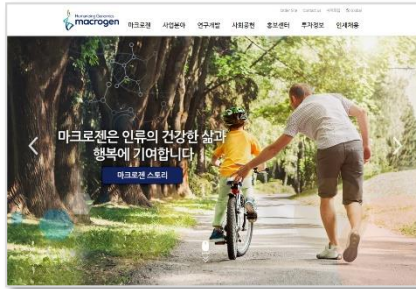 Humanizing Genomics
macrogen
마크로젠 사업분야 연구개발 사회공헌 홍보센터 투자정보 인재채용
마크로젠은 인류의 건강한 삶과
행복에 기여합니다
마크로젠 스토리